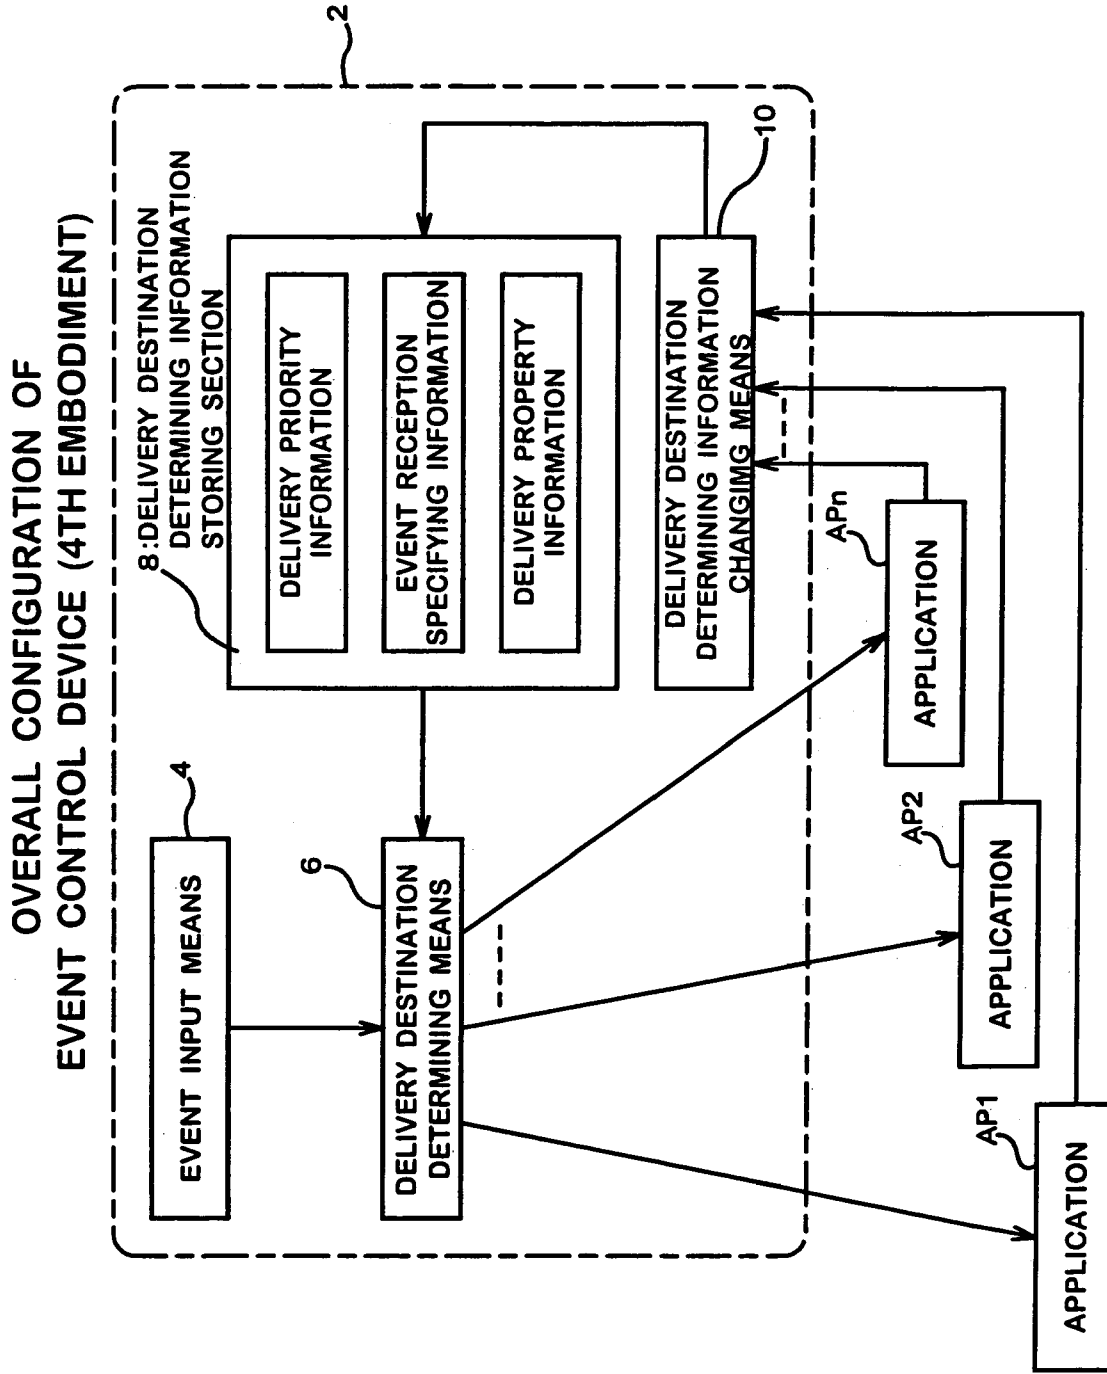 OVERALL CONFIGURATION OF
EVENT CONTROL DEVICE (4TH EMBODIMENT)
2
4
EVENT INPUT MEANS
6
DELIVERY DESTINATION
DETERMINING MEANS
8:DELIVERY DESTINATION
DETERMINING INFORMATION
STORING SECTION
DELIVERY PRIORITY
INFORMATION
EVENT RECEPTION
SPECIFYING INFORMATION
DELIVERY PROPERTY
INFORMATION
10
DELIVERY DESTINATION
DETERMINING INFORMATION
CHANGIMG MEANS
AP1
APPLICATION
AP2
APPLICATION
APn
APPLICATION